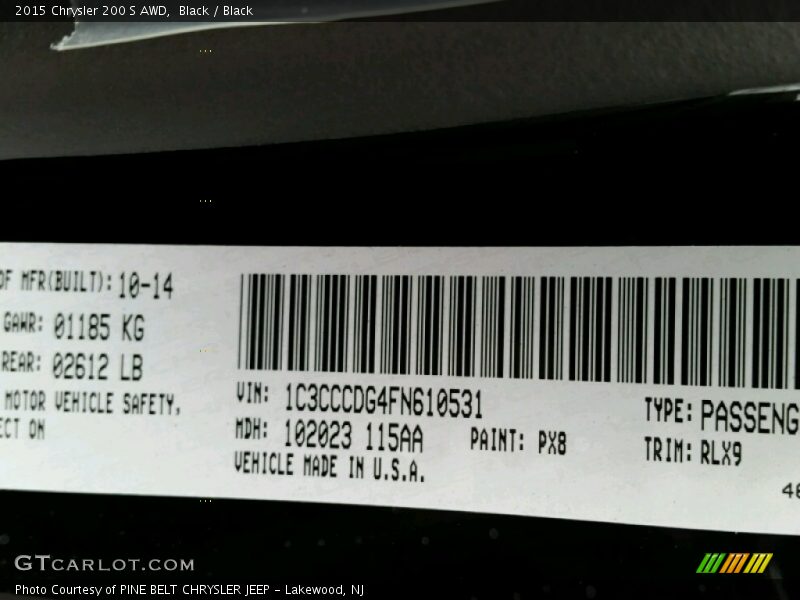 2015 Chrysler 200 S AWD, Black / Black
OF MFR(BUILT): 10-14
GAWR: 01185 KG
REAR: 02612 LB
MOTOR VEHICLE SAFETY,
ECT ON
VIN: 1C3CCCDG4FN610531
MDH: 102023 115AA PAINT: PX8
VEHICLE MADE IN U.S.A.
TYPE: PASSENG
TRIM: RLX9
48
GTCARLOT.COM
Photo Courtesy of PINE BELT CHRYSLER JEEP - Lakewood, NJ